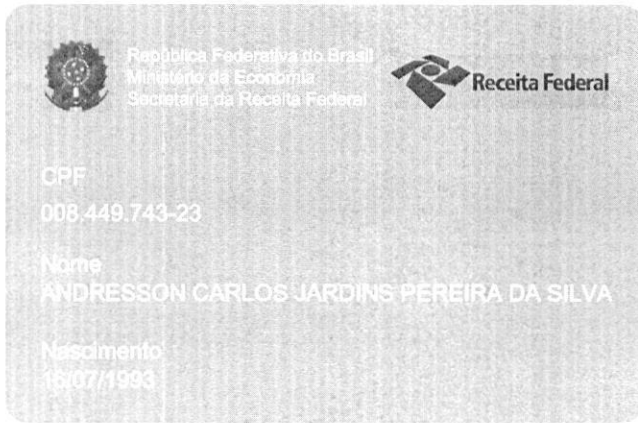 República Federativa do Brasil
Ministério da Economia
Secretaria da Receita Federal
Receita Federal
CPF
008.449.743-23
Nome
ANDRESSON CARLOS JARDINS PEREIRA DA SILVA
Nascimento
16/07/1993